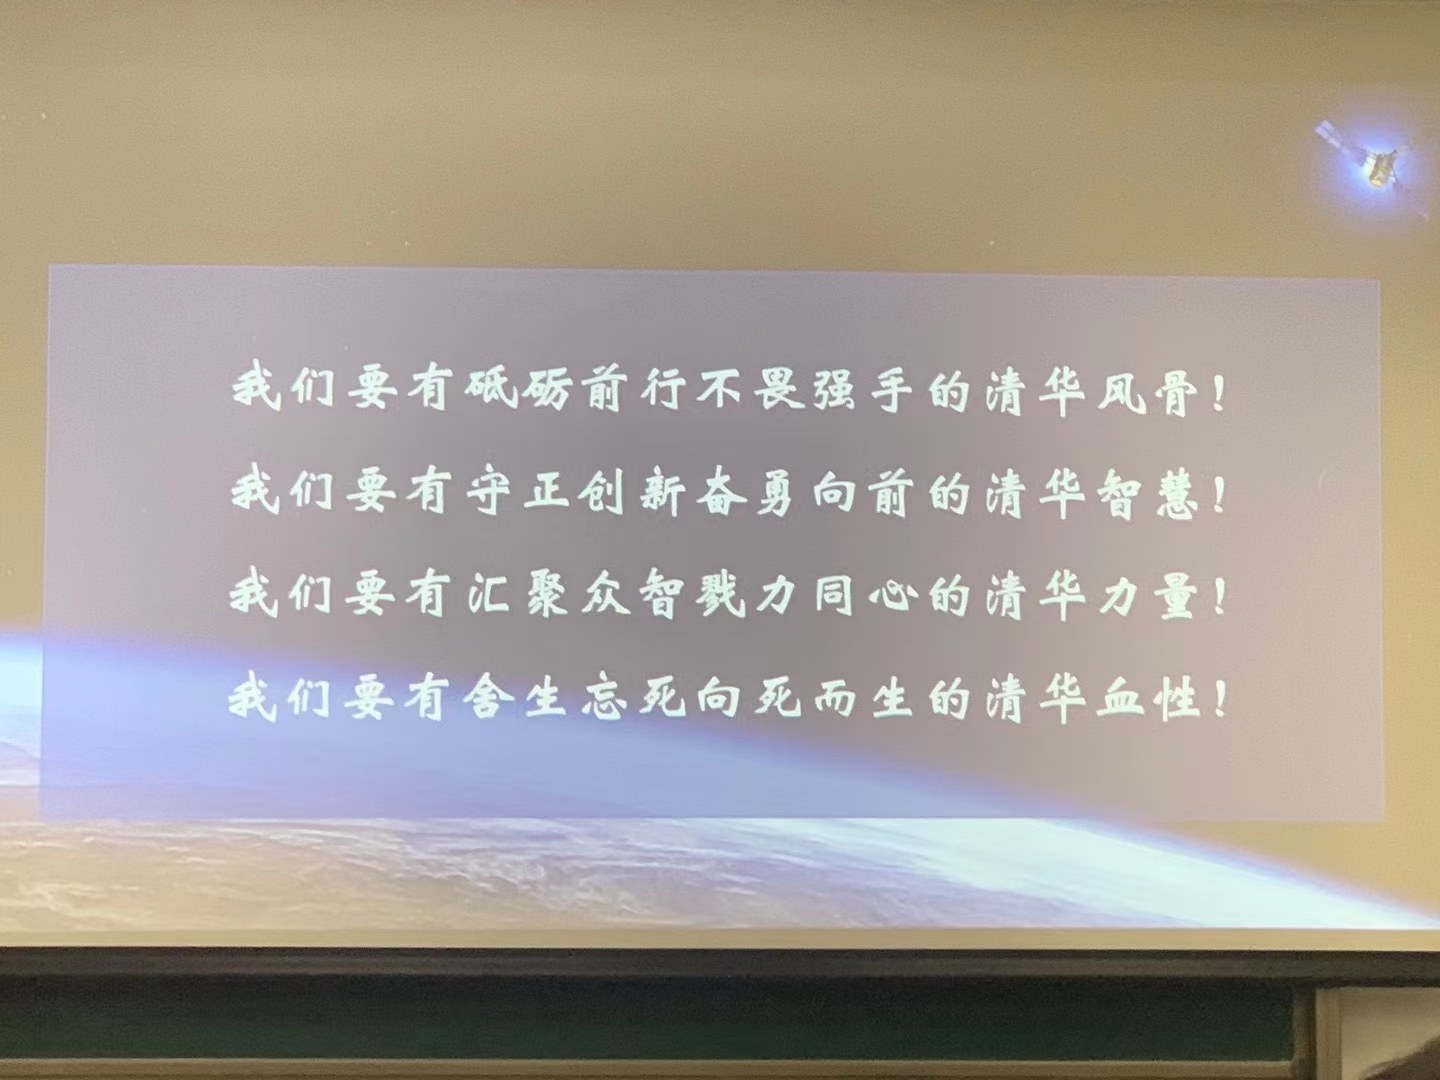 我们要有砥砺前行不畏强手的清华风骨！
我们要有守正创新奋勇向前的清华智慧！
我们要有汇聚众智戮力同心的清华力量！
我们要有舍生忘死向死而生的清华血性！